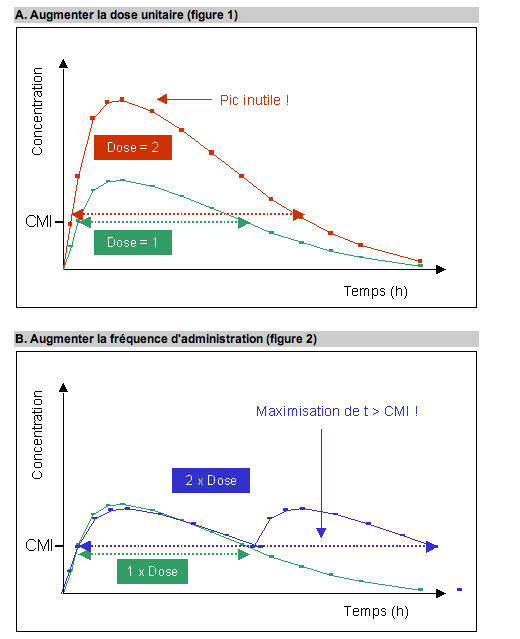 A. Augmenter la dose unitaire (figure 1)
Concentration
Pic inutile !
Dose = 2
CMI
Dose = 1
Temps (h)
B. Augmenter la fréquence d'administration (figure 2)
Concentration
Maximisation de t > CMI !
2 x Dose
CMI
1 x Dose
Temps (h)